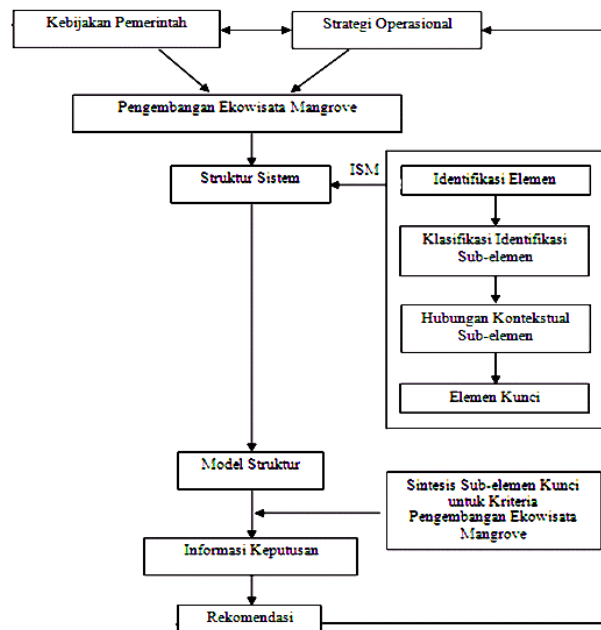 Kebijakan Pemerintah
Strategi Operasional
Pengembangan Ekowisata Mangrove
Struktur Sistem
ISM
Identifikasi Elemen
Klasifikasi Identifikasi
Sub-elemen
Hubungan Kontekstual
Sub-elemen
Elemen Kunci
Model Struktur
Sintesis Sub-elemen Kunci
untuk Kriteria
Pengembangan Ekowisata
Mangrove
Informasi Keputusan
Rekomendasi